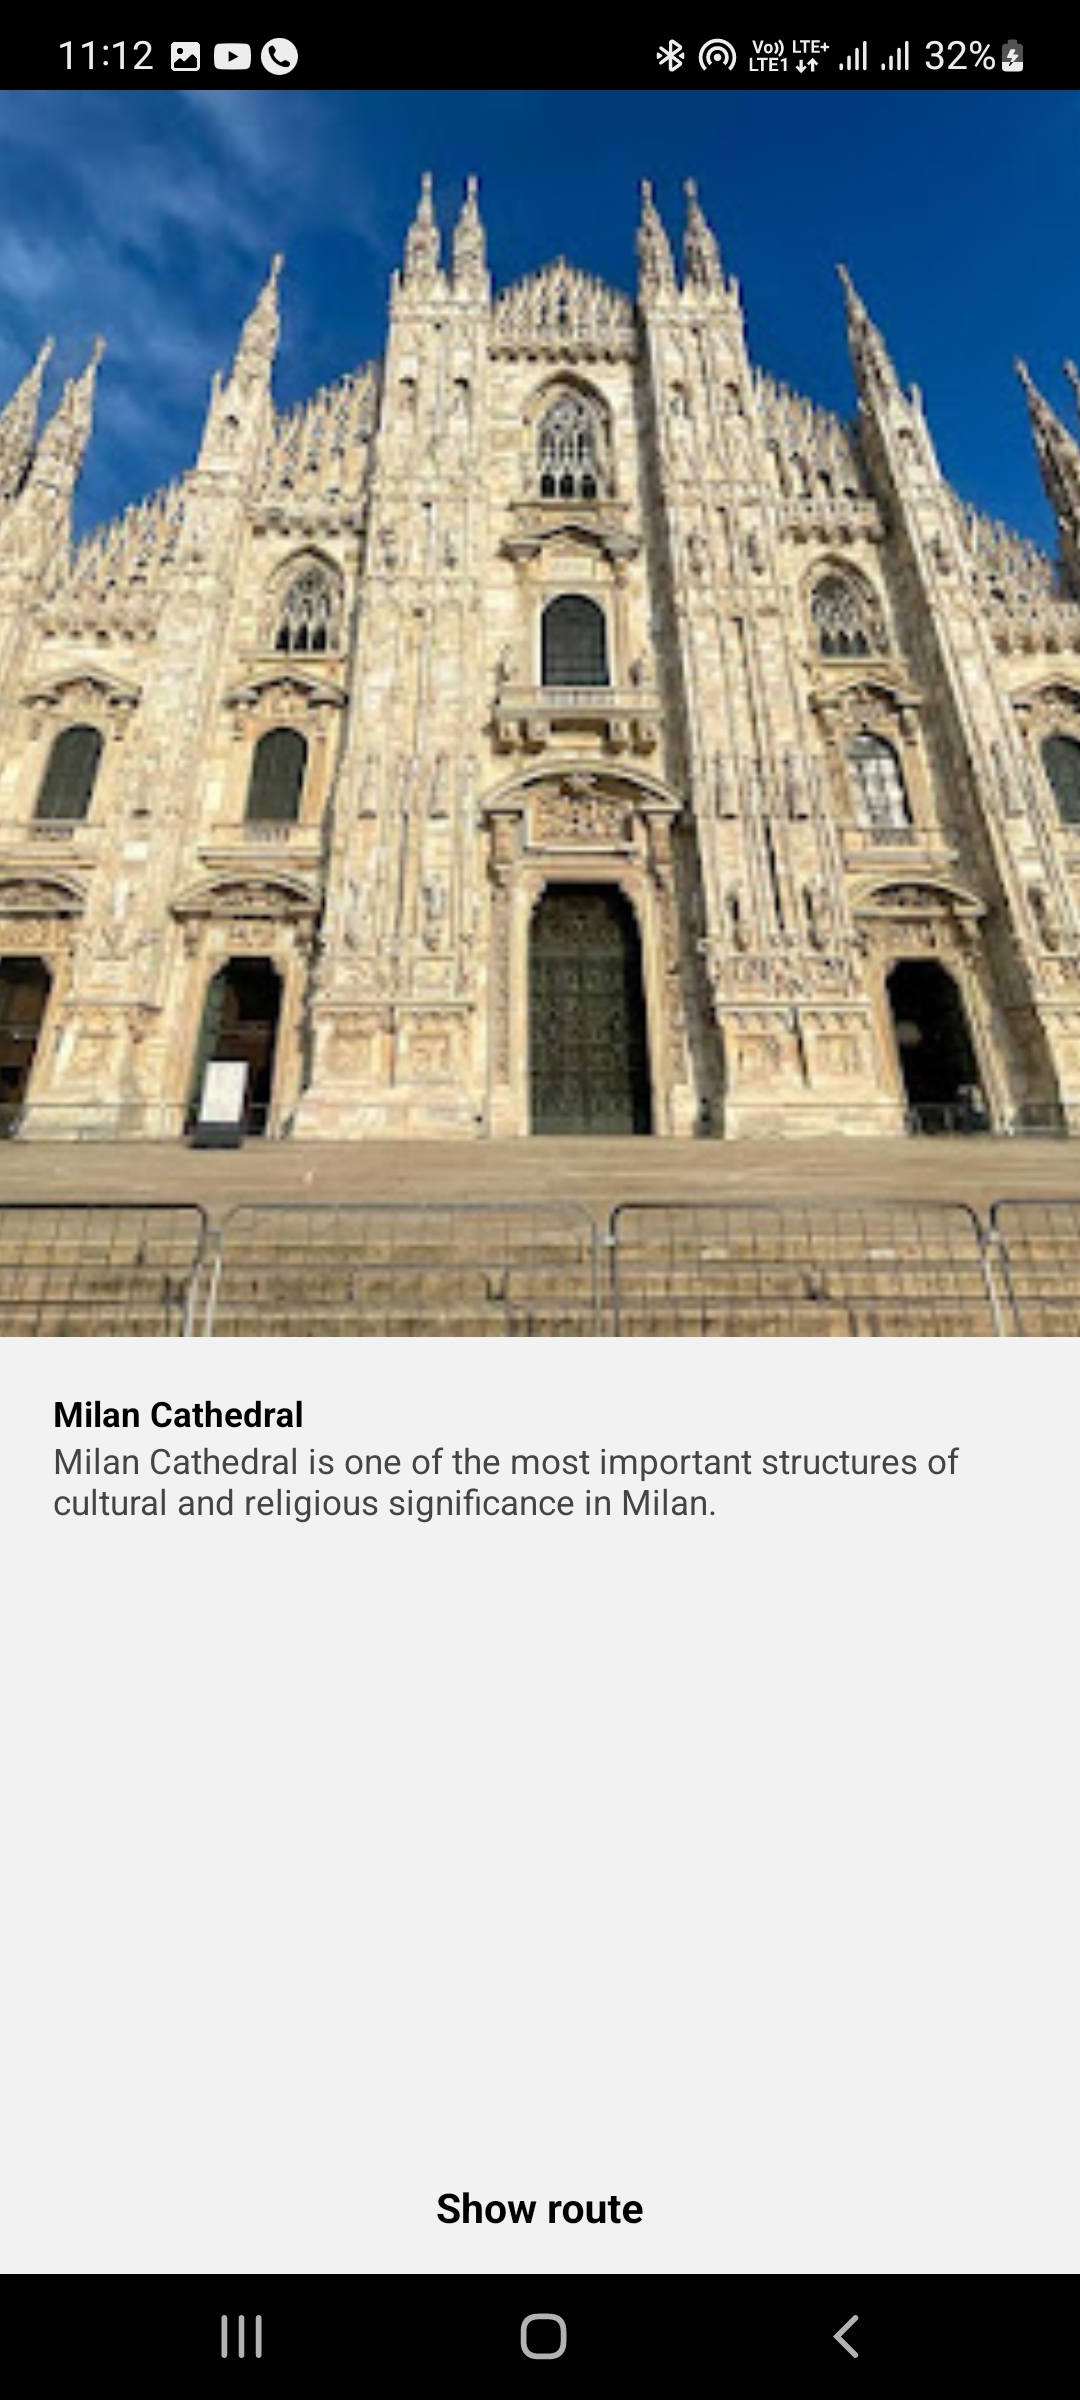 11:12 Vo)) LTE+ 32%
LTE1
Milan Cathedral
Milan Cathedral is one of the most important structures of
cultural and religious significance in Milan.
Show route